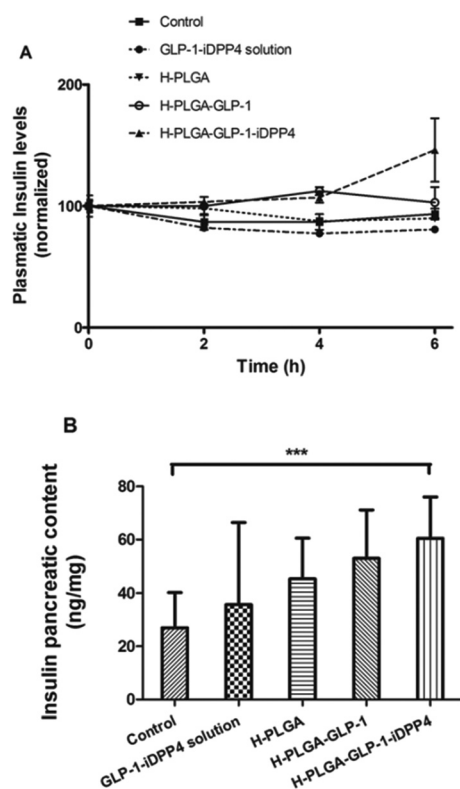 Control
GLP-1-iDPP4 solution
H-PLGA
H-PLGA-GLP-1
H-PLGA-GLP-1-iDPP4
A
200
100
0
Plasmatic Insulin levels
(normalized)
0 2 4 6
Time (h)
B
***
80
60
40
20
0
Insulin pancreatic content
(ng/mg)
Control
GLP-1-iDPP4 solution
H-PLGA
H-PLGA-GLP-1
H-PLGA-GLP-1-iDPP4